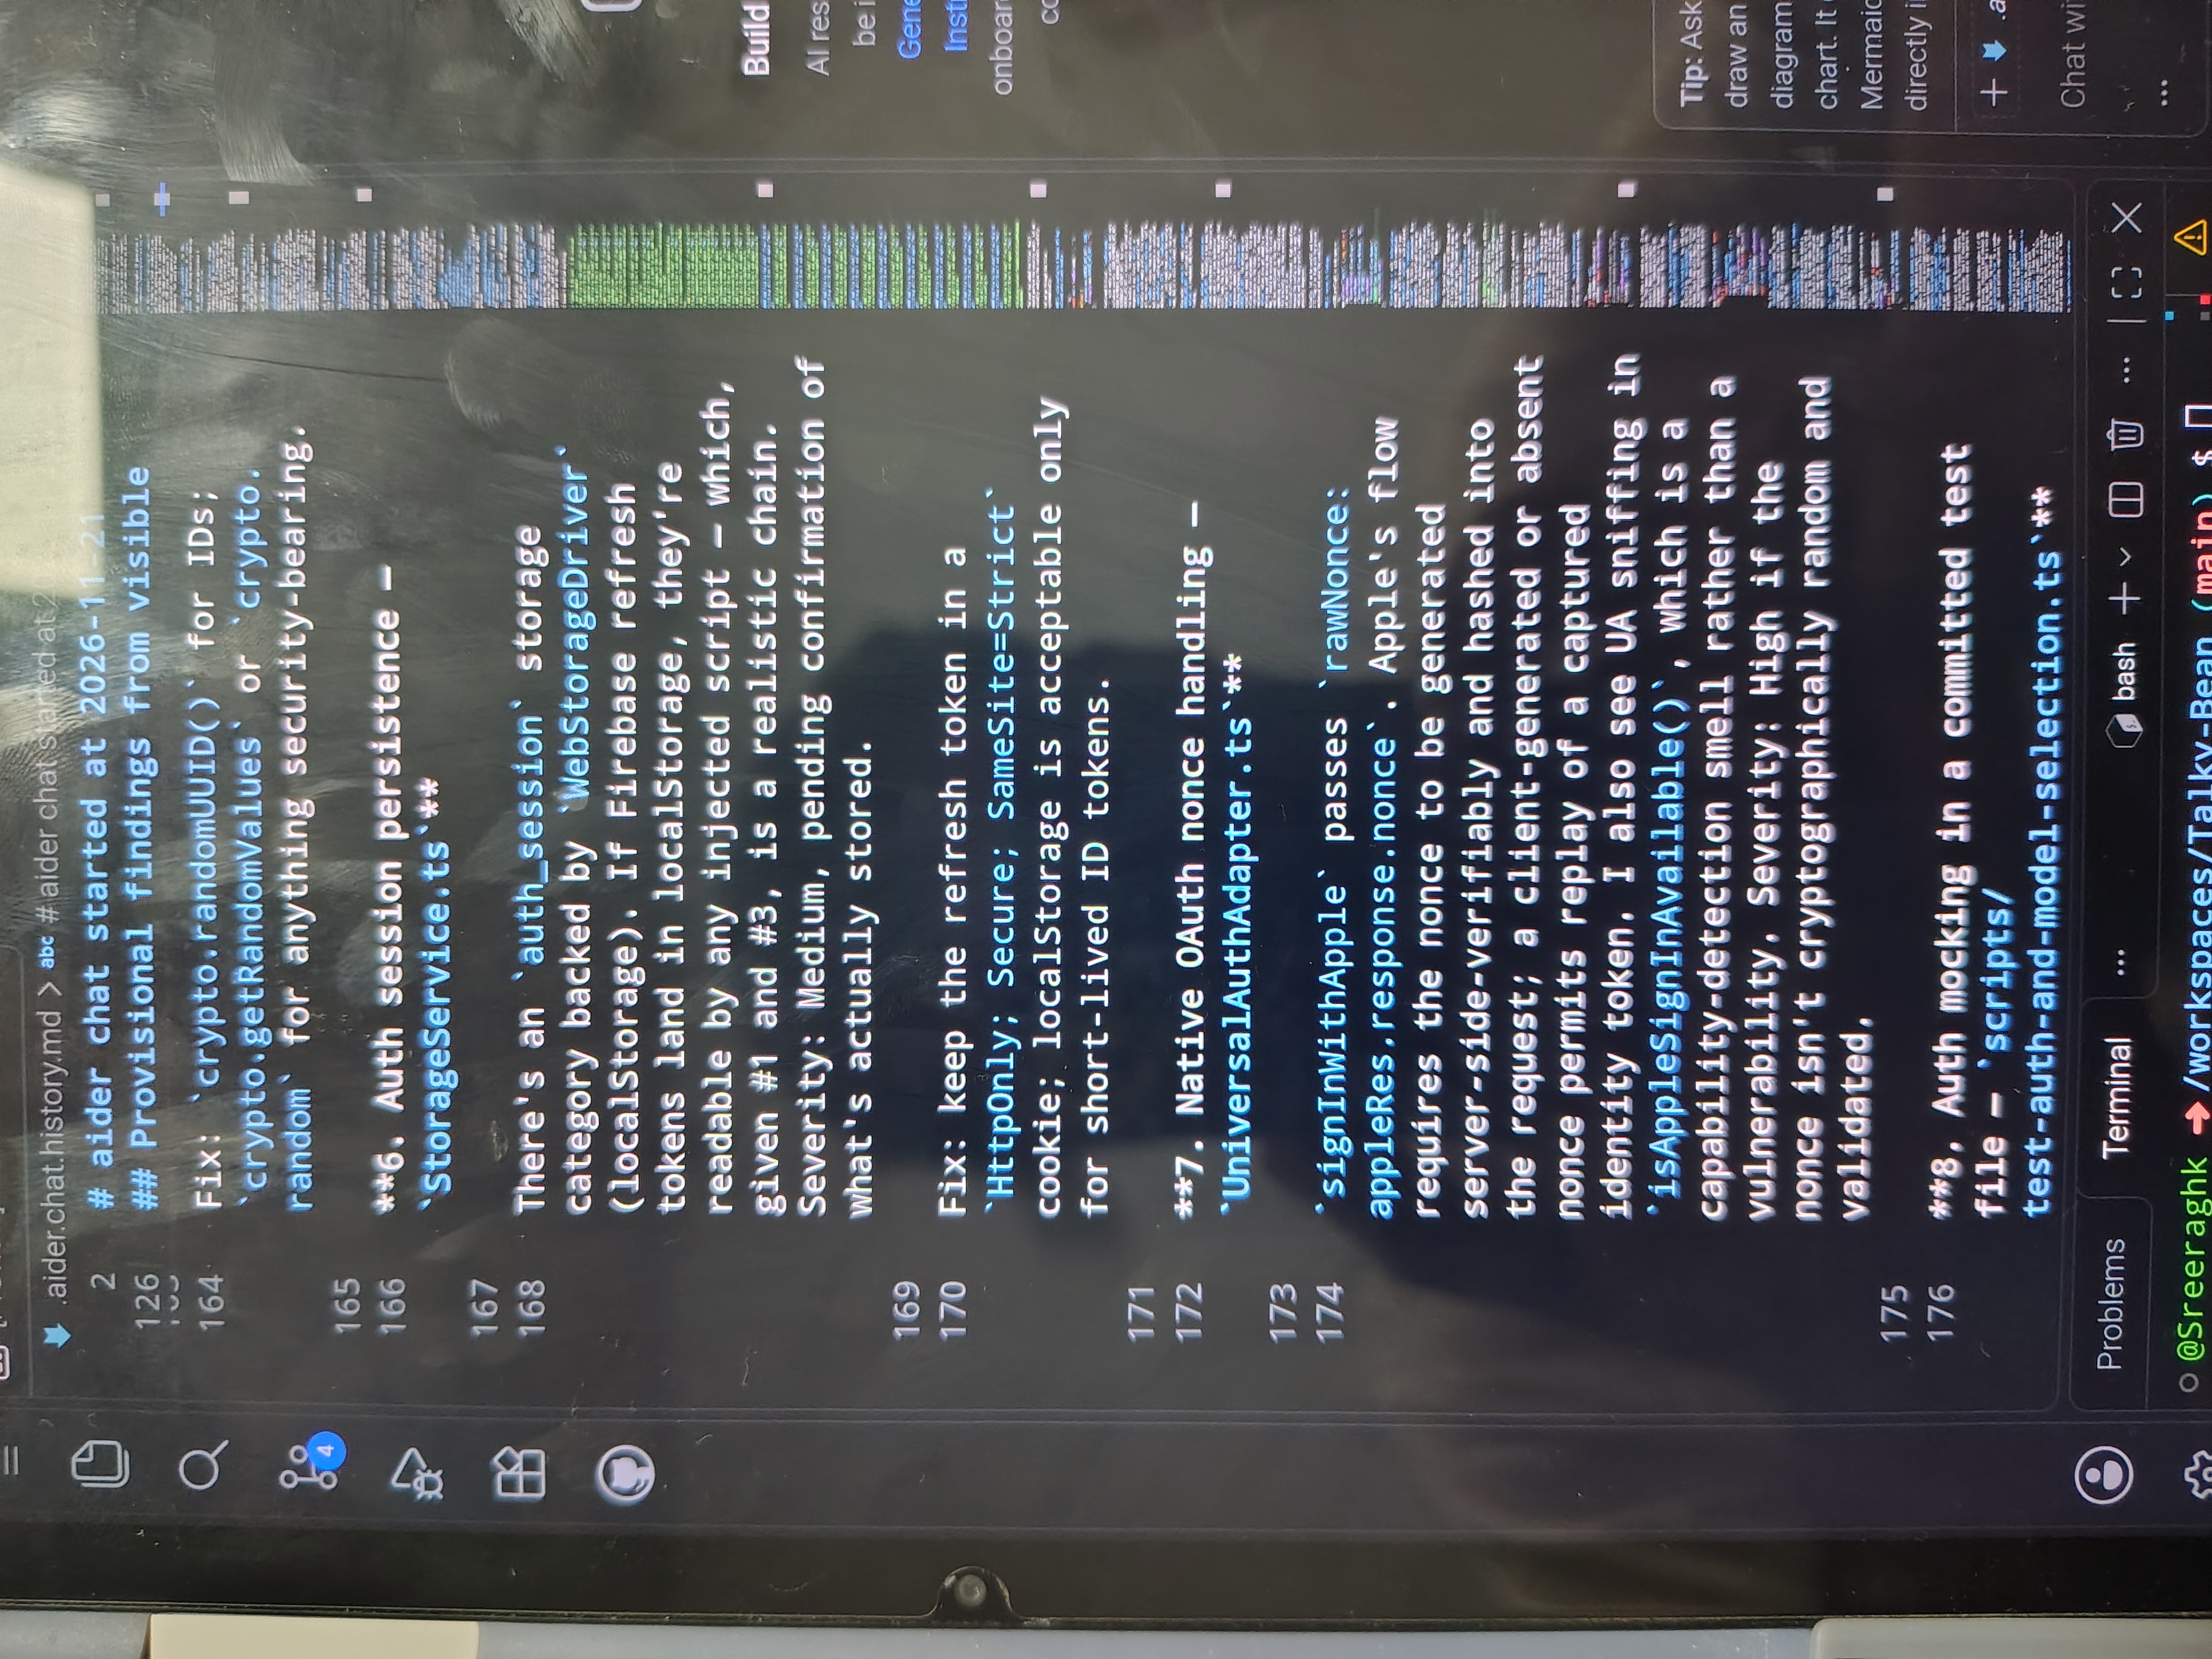 .aider.chat.history.md > abc # aider chat started at 2
2 # aider chat started at 2026-11-21
126 ## Provisional findings from visible
164 Fix: `crypto.randomUUID()` for IDs;
`crypto.getRandomValues` or `crypto.
random` for anything security-bearing.
165
166 **6. Auth session persistence —
`StorageService.ts`**
167
168 There's an `auth_session` storage
category backed by `WebStorageDriver`
(localStorage). If Firebase refresh
tokens land in localStorage, they're
readable by any injected script — which,
given #1 and #3, is a realistic chain.
Severity: Medium, pending confirmation of
what's actually stored.
169
170 Fix: keep the refresh token in a
`HttpOnly; Secure; SameSite=Strict`
cookie; localStorage is acceptable only
for short-lived ID tokens.
171
172 **7. Native OAuth nonce handling —
`UniversalAuthAdapter.ts`**
173
174 `signInWithApple` passes `rawNonce:
appleRes.response.nonce`. Apple's flow
requires the nonce to be generated
server-side-verifiably and hashed into
the request; a client-generated or absent
nonce permits replay of a captured
identity token. I also see UA sniffing in
`isAppleSignInAvailable()`, which is a
capability-detection smell rather than a
vulnerability. Severity: High if the
nonce isn't cryptographically random and
validated.
175
176 **8. Auth mocking in a committed test
file — `scripts/
test-auth-and-model-selection.ts`**
4
Problems Terminal ... bash
@Sreeraghk ➜ /workspaces/Talky-Bean (main) $
Build
AI res
be i
Gene
Instr
onboar
co
Tip: Ask
draw an
diagram
chart. It
Mermaid
directly i
.a
Chat wi